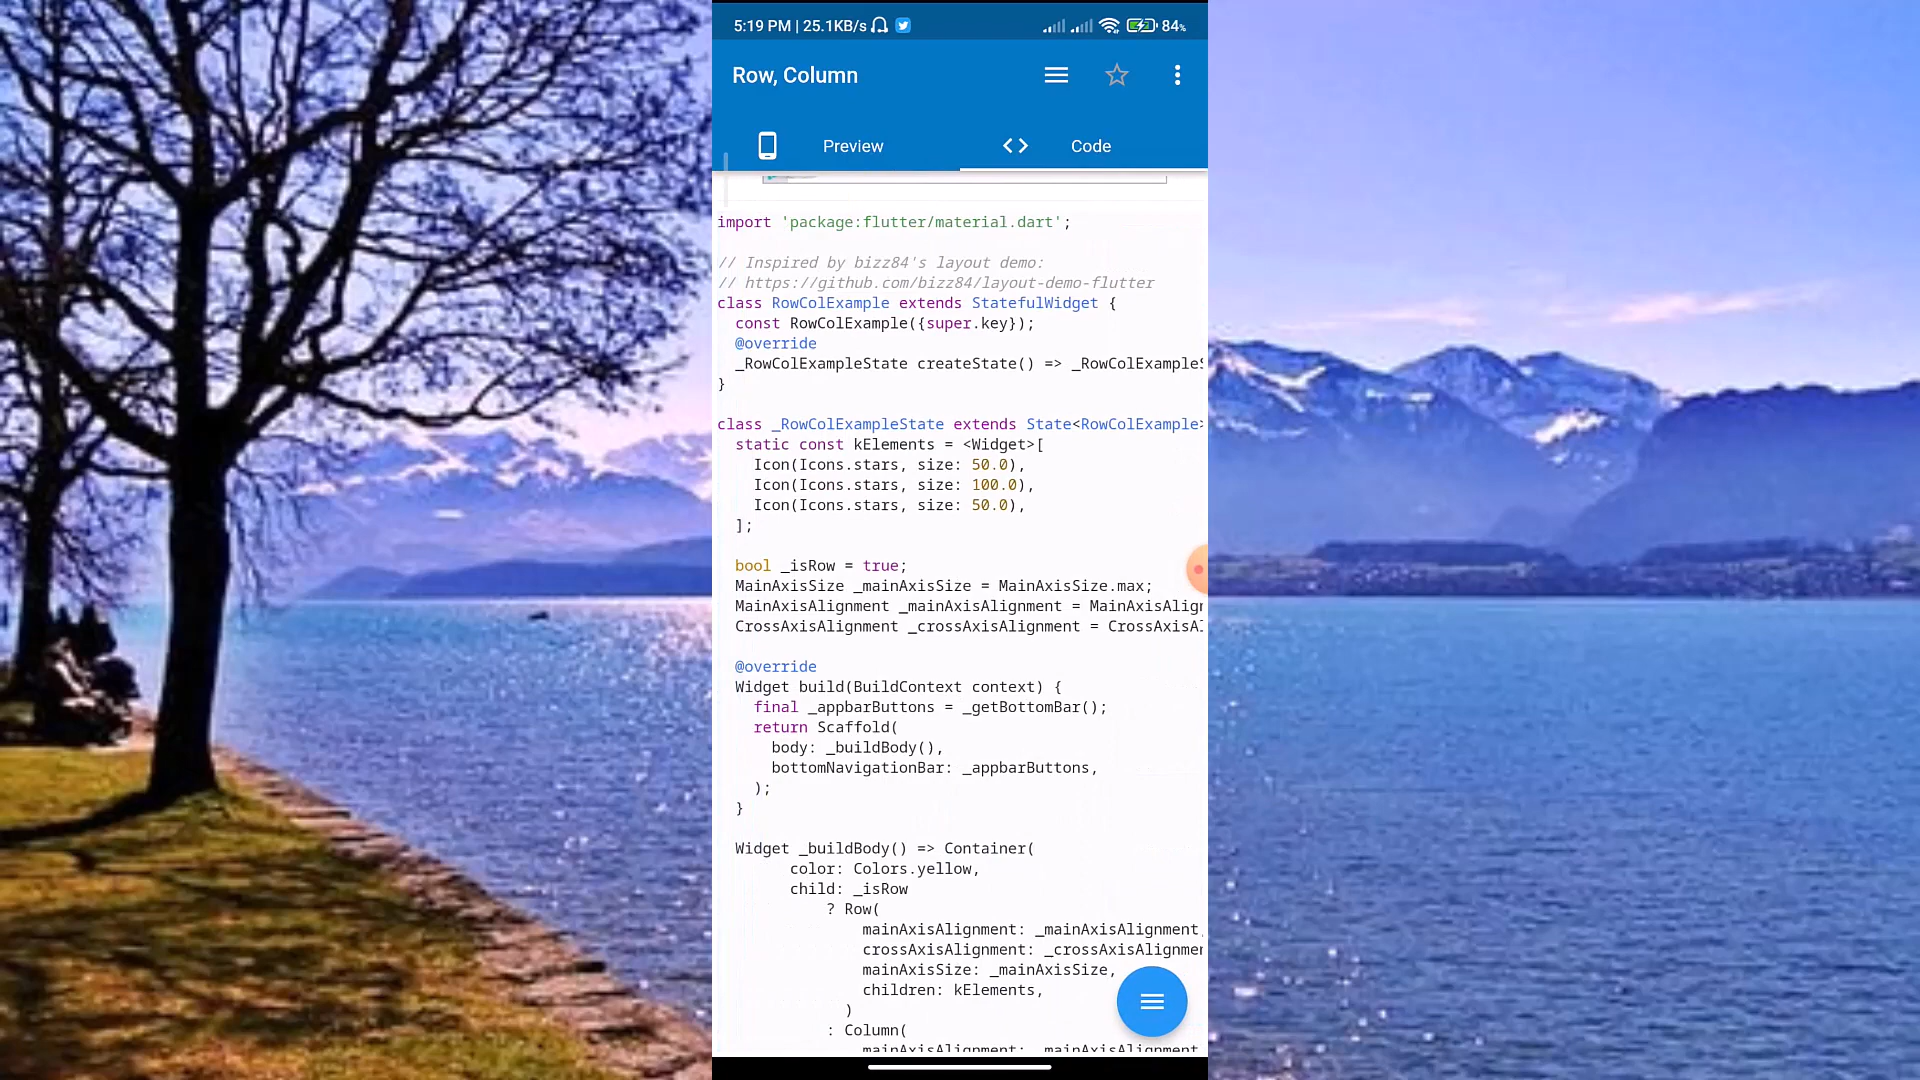 5:19 PM | 25.1KB/s 84%
Row, Column
Preview
Code
import 'package:flutter/material.dart';
// Inspired by bizz84's layout demo:
// https://github.com/bizz84/layout-demo-flutter
class RowColExample extends StatefulWidget {
const RowColExample({super.key});
@override
_RowColExampleState createState() => _RowColExampleS
}
class _RowColExampleState extends State<RowColExample>
static const kElements = <Widget>[
Icon(Icons.stars, size: 50.0),
Icon(Icons.stars, size: 100.0),
Icon(Icons.stars, size: 50.0),
];
bool _isRow = true;
MainAxisSize _mainAxisSize = MainAxisSize.max;
MainAxisAlignment _mainAxisAlignment = MainAxisAlign
CrossAxisAlignment _crossAxisAlignment = CrossAxisAl
@override
Widget build(BuildContext context) {
final _appbarButtons = _getBottomBar();
return Scaffold(
body: _buildBody(),
bottomNavigationBar: _appbarButtons,
);
}
Widget _buildBody() => Container(
color: Colors.yellow,
child: _isRow
? Row(
mainAxisAlignment: _mainAxisAlignment,
crossAxisAlignment: _crossAxisAlignmen
mainAxisSize: _mainAxisSize,
children: kElements,
)
: Column(
mainAxisAlignment: _mainAxisAlignment